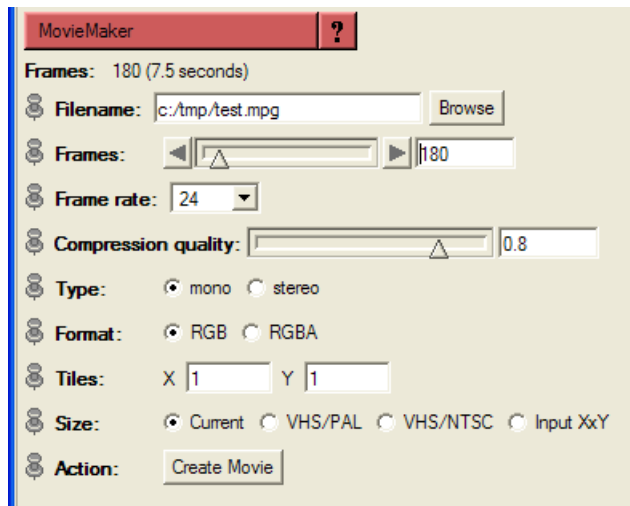 MovieMaker ?
Frames: 180 (7.5 seconds)
Filename: c:/tmp/test.mpg Browse
Frames: 180
Frame rate: 24
Compression quality: 0.8
Type: mono stereo
Format: RGB RGBA
Tiles: X 1 Y 1
Size: Current VHS/PAL VHS/NTSC Input XxY
Action: Create Movie